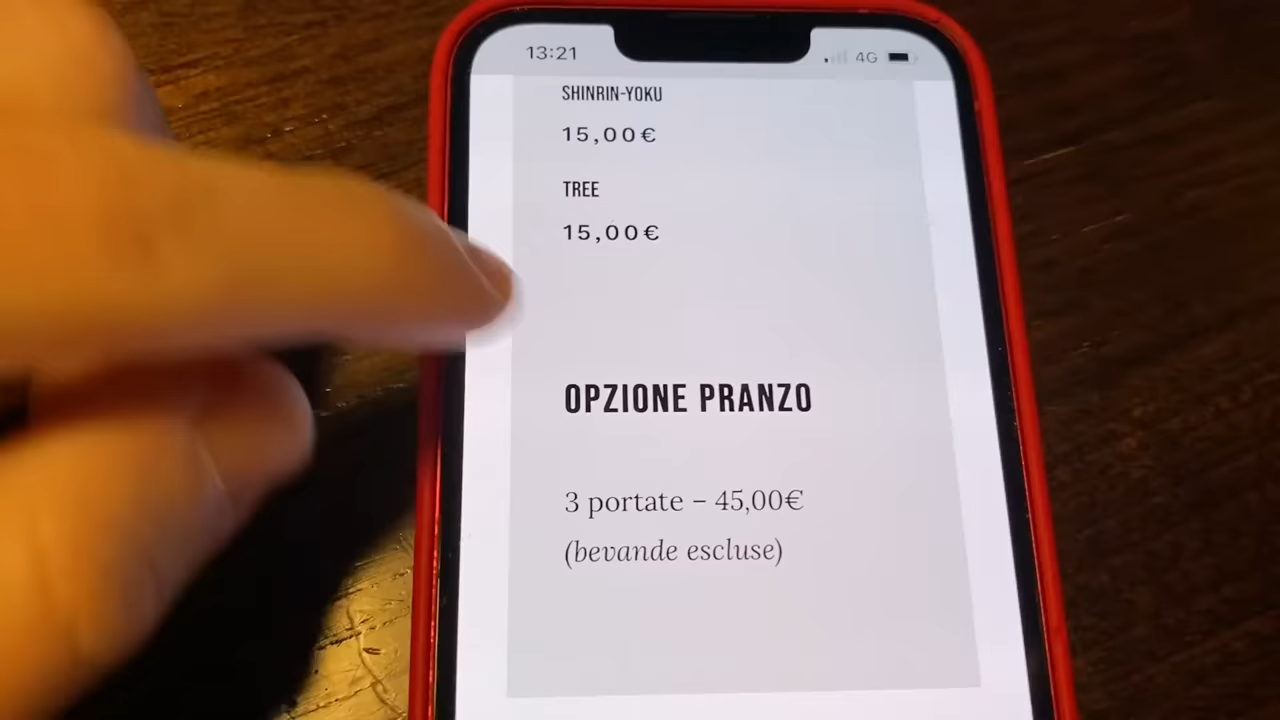 13:21
4G
SHINRIN-YOKU
15,00€
TREE
15,00€
OPZIONE PRANZO
3 portate – 45,00€
(bevande escluse)